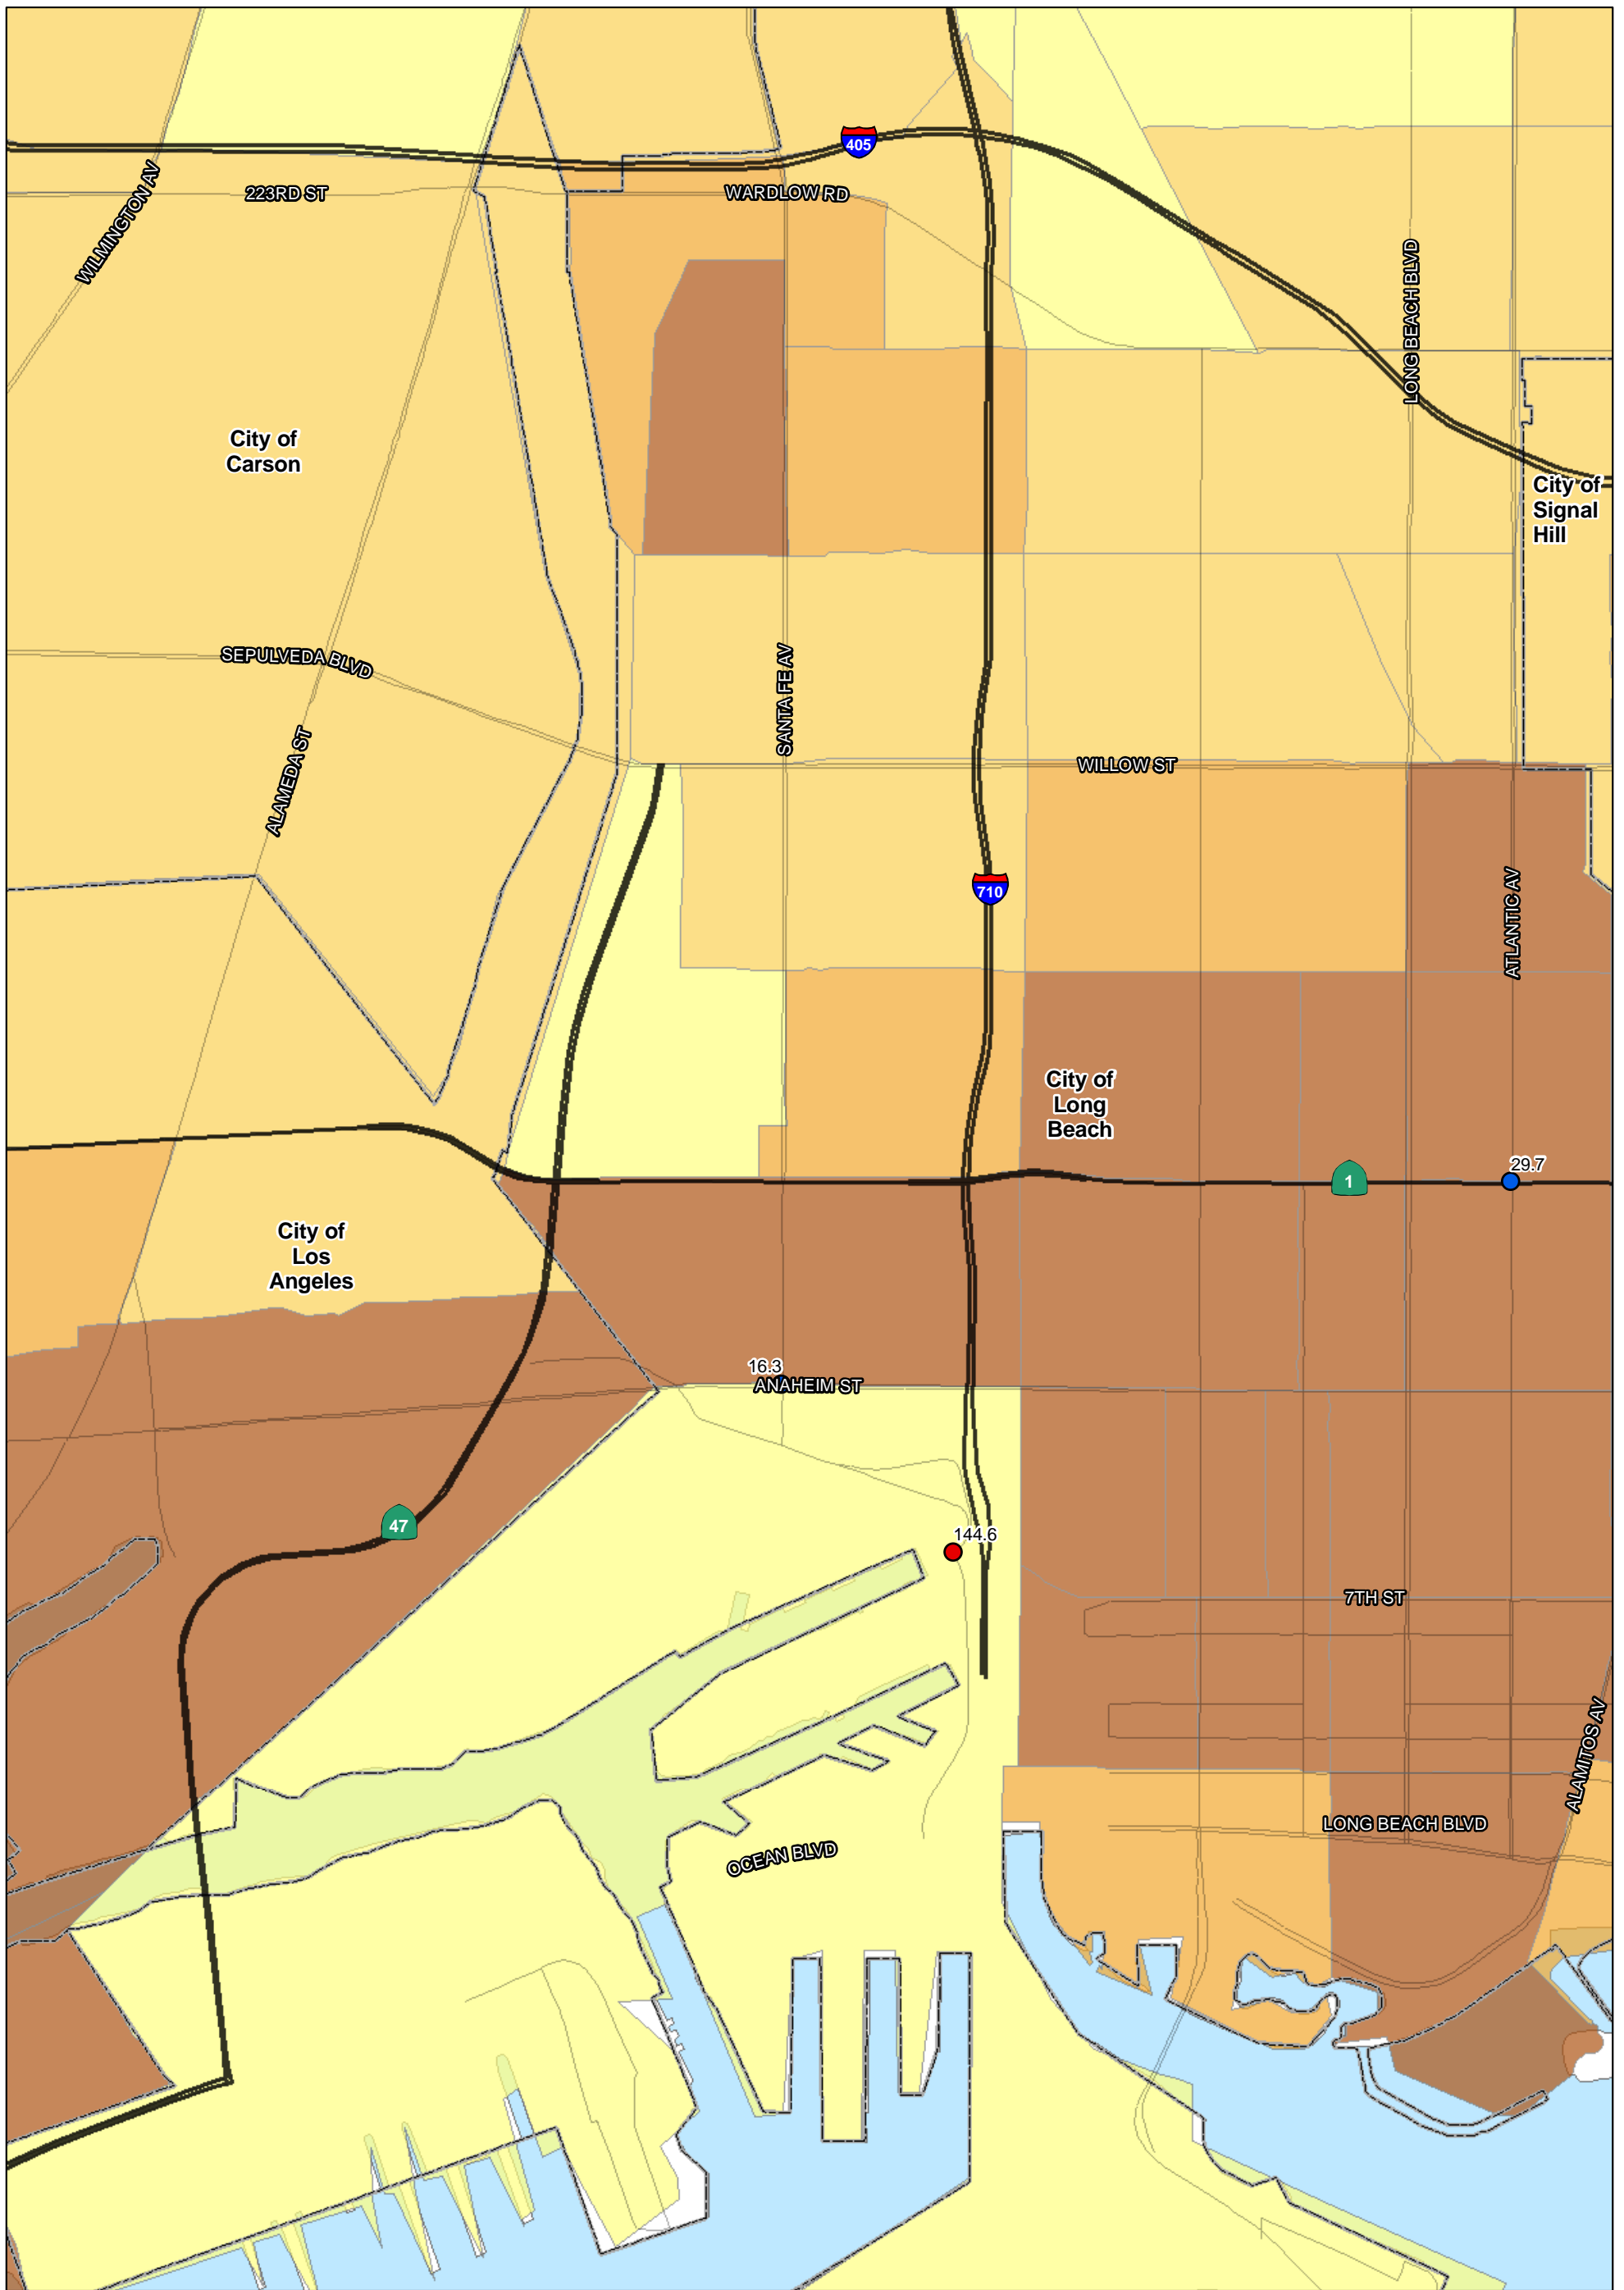 405
223RD ST
WARDLOW RD
WILMINGTON AV
LONG BEACH BLVD
City of
Carson
City of
Signal
Hill
SEPULVEDA BLVD
SANTA FE AV
ALAMEDA ST
WILLOW ST
710
ATLANTIC AV
City of
Long
Beach
1
29.7
City of
Los
Angeles
16.3
ANAHEIM ST
47
144.6
7TH ST
ALAMITOS AV
LONG BEACH BLVD
OCEAN BLVD